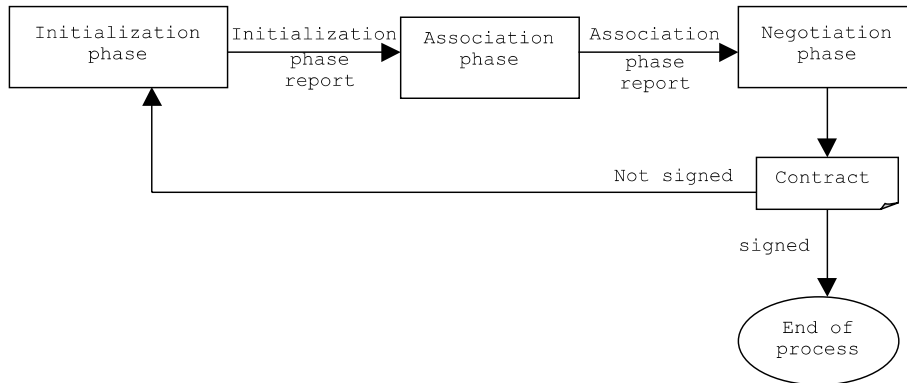 Initialization
phase
Initialization
phase
report
Association
phase
Association
phase
report
Negotiation
phase
Contract
Not signed
signed
End of
process